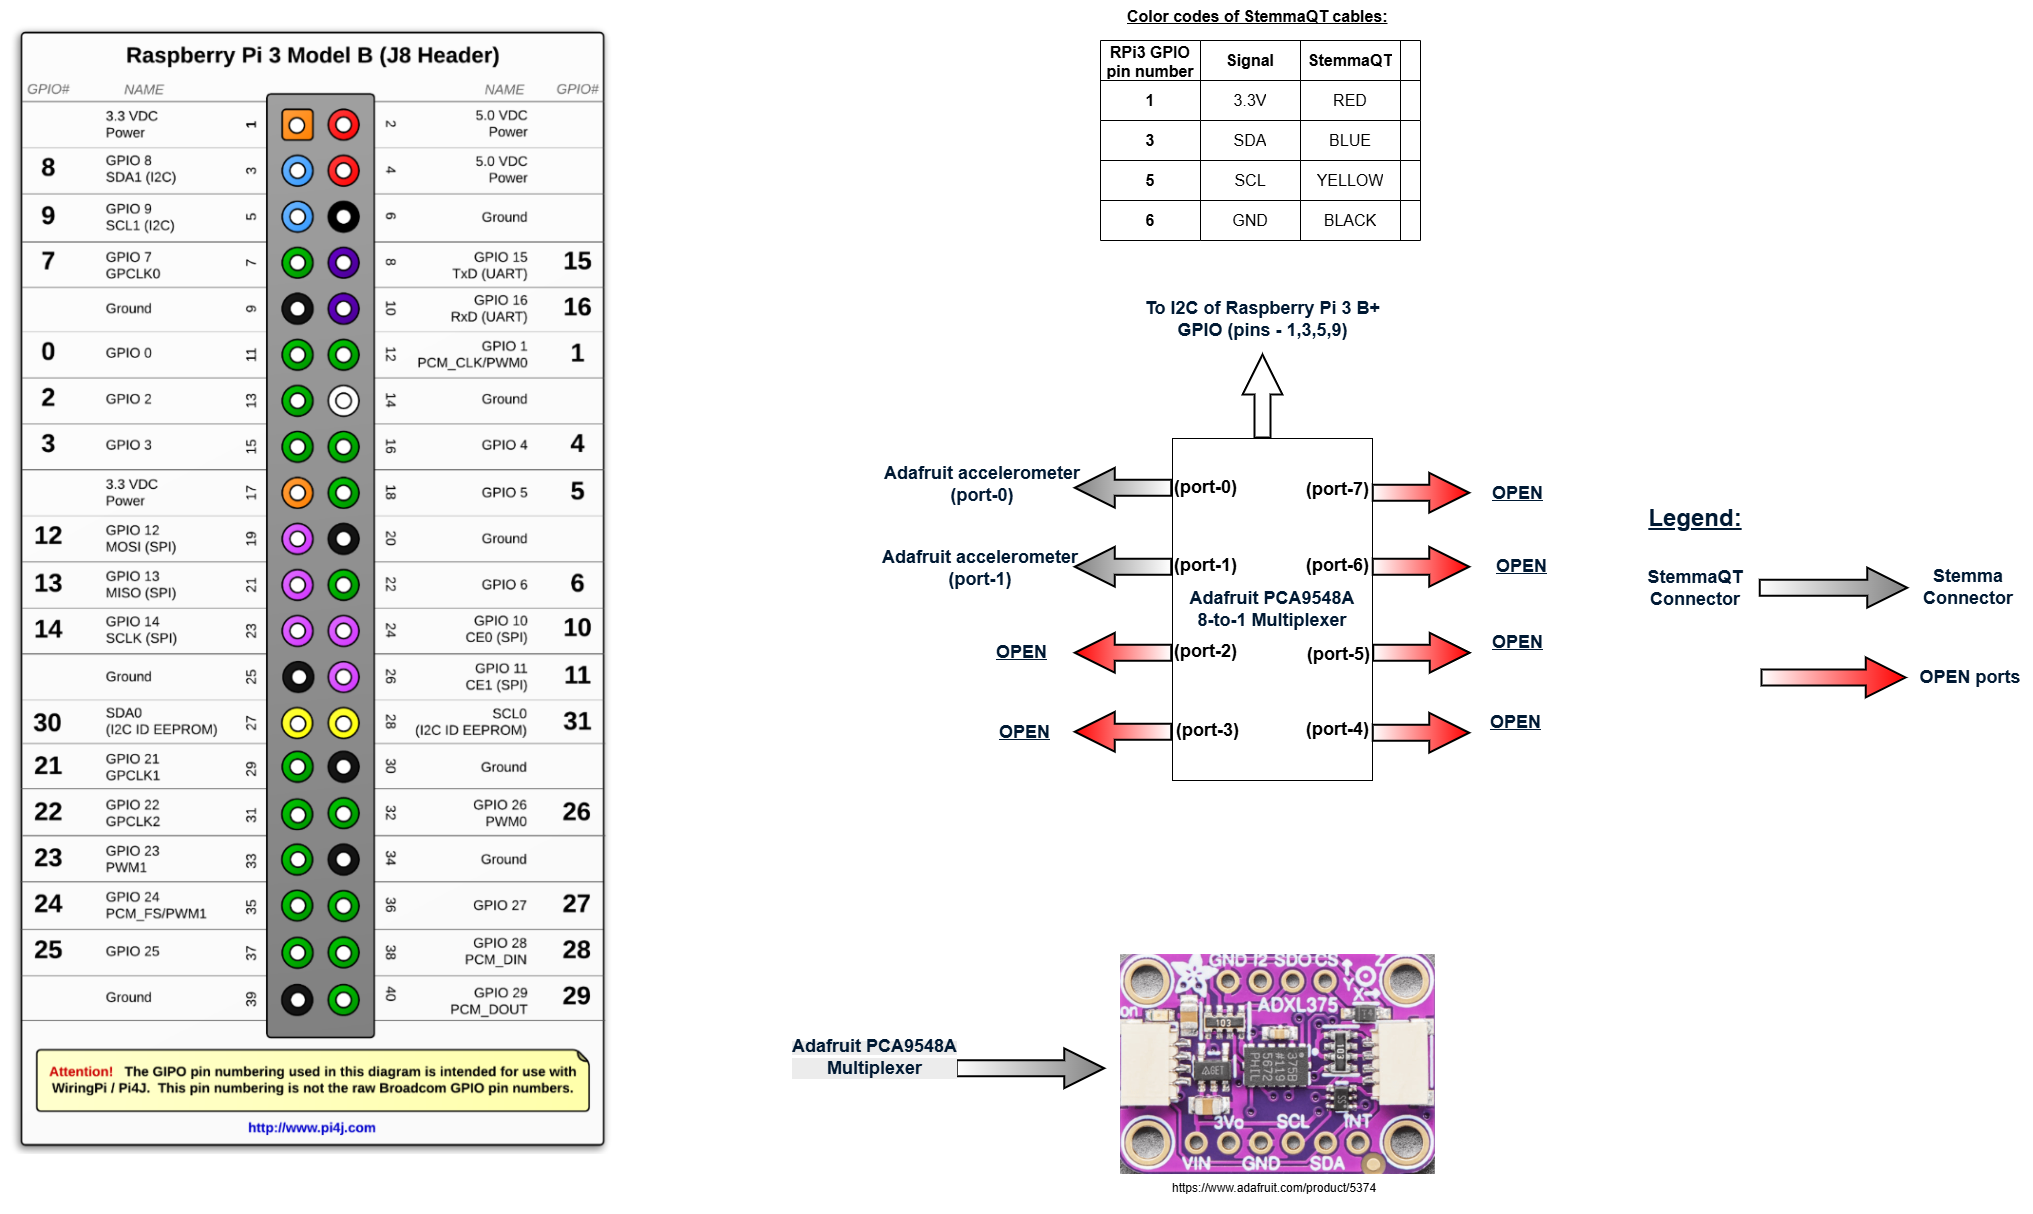 Raspberry Pi 3 Model B (J8 Header)
GPIO# NAME NAME GPIO#
3.3 VDC
Power 1 2 5.0 VDC
Power
8 GPIO 8
SDA1 (I2C) 3 4 5.0 VDC
Power
9 GPIO 9
SCL1 (I2C) 5 6 Ground
7 GPIO 7
GPCLK0 7 8 GPIO 15
TxD (UART) 15
Ground 9 10 GPIO 16
RxD (UART) 16
0 GPIO 0 11 12 GPIO 1
PCM_CLK/PWM0 1
2 GPIO 2 13 14 Ground
3 GPIO 3 15 16 GPIO 4 4
3.3 VDC
Power 17 18 GPIO 5 5
12 GPIO 12
MOSI (SPI) 19 20 Ground
13 GPIO 13
MISO (SPI) 21 22 GPIO 6 6
14 GPIO 14
SCLK (SPI) 23 24 GPIO 10
CE0 (SPI) 10
Ground 25 26 GPIO 11
CE1 (SPI) 11
30 SDA0
(I2C ID EEPROM) 27 28 SCL0
(I2C ID EEPROM) 31
21 GPIO 21
GPCLK1 29 30 Ground
22 GPIO 22
GPCLK2 31 32 GPIO 26
PWM0 26
23 GPIO 23
PWM1 33 34 Ground
24 GPIO 24
PCM_FS/PWM1 35 36 GPIO 27 27
25 GPIO 25 37 38 GPIO 28
PCM_DIN 28
Ground 39 40 GPIO 29
PCM_DOUT 29
Attention! The GIPO pin numbering used in this diagram is intended for use with
WiringPi / Pi4J. This pin numbering is not the raw Broadcom GPIO pin numbers.
http://www.pi4j.com
Color codes of StemmaQT cables:
RPi3 GPIO
pin number Signal StemmaQT
1 3.3V RED
3 SDA BLUE
5 SCL YELLOW
6 GND BLACK
To I2C of Raspberry Pi 3 B+
GPIO (pins - 1,3,5,9)
Adafruit accelerometer
(port-0)
(port-0) (port-7) OPEN
Adafruit accelerometer
(port-1)
(port-1) (port-6) OPEN
Adafruit PCA9548A
8-to-1 Multiplexer
OPEN (port-2) (port-5) OPEN
OPEN (port-3) (port-4) OPEN
Legend:
StemmaQT
Connector
Stemma
Connector
OPEN ports
Adafruit PCA9548A
Multiplexer
GND I2 SDO CS
Y Z
X
ADXL375
on
103
103
375B
#119
5672
PHIL
3Vo SCL INT
VIN GND SDA
https://www.adafruit.com/product/5374